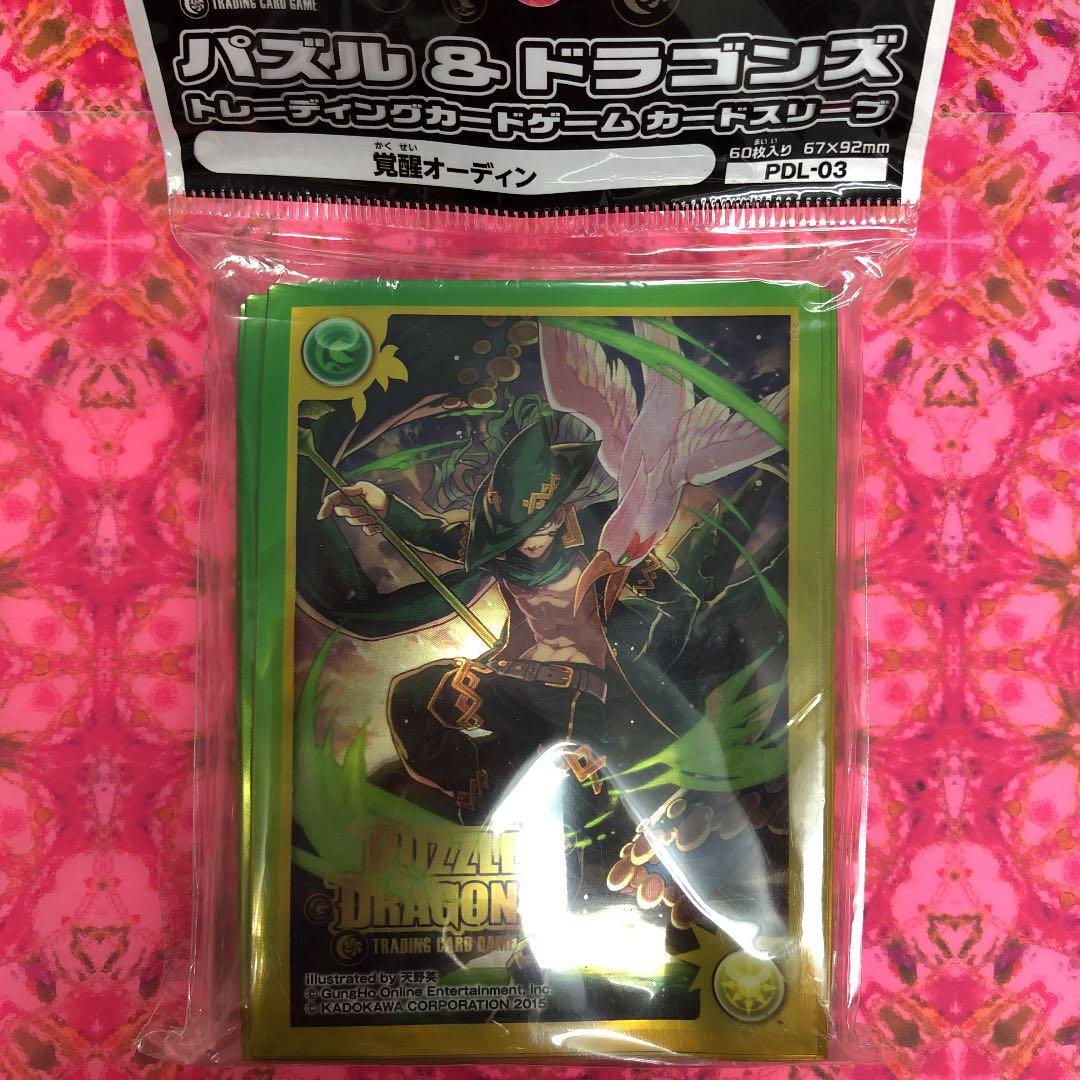 TRADING CARD GAME
パズル & ドラゴンズ
トレーディングカードゲーム カードスリーブ
かく せい
覚醒オーディン
まい い
60枚入り 67×92mm
PDL-03
PUZZLE
DRAGON
TRADING CARD GAME
illustrated by 天野英
© GungHo Online Entertainment, Inc.
© KADOKAWA CORPORATION 2015